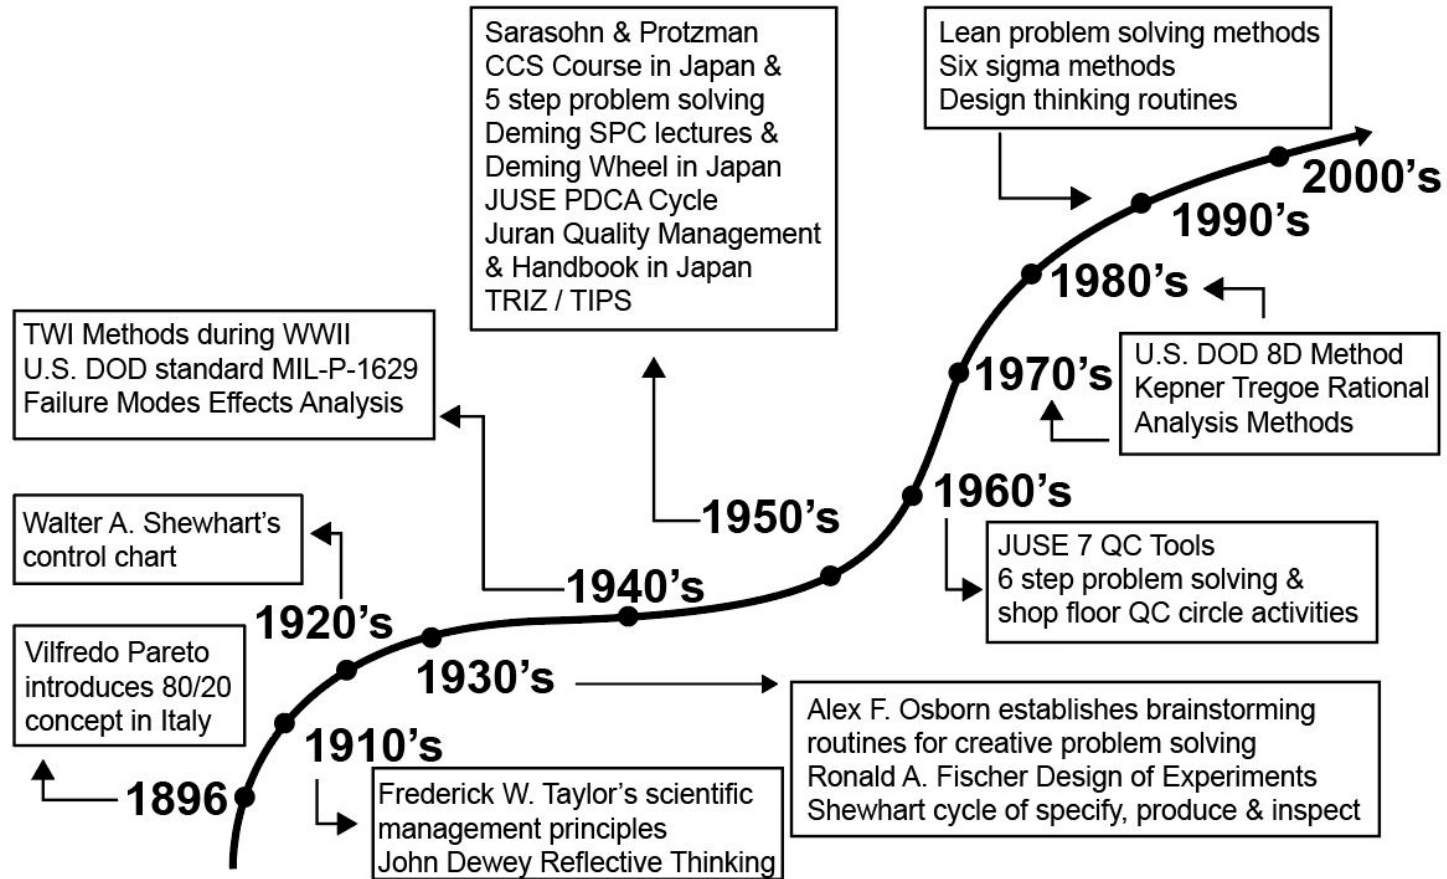 Sarasohn & Protzman
CCS Course in Japan &
5 step problem solving
Deming SPC lectures &
Deming Wheel in Japan
JUSE PDCA Cycle
Juran Quality Management
& Handbook in Japan
TRIZ / TIPS
Lean problem solving methods
Six sigma methods
Design thinking routines
2000's
1990's
1980's
TWI Methods during WWII
U.S. DOD standard MIL-P-1629
Failure Modes Effects Analysis
U.S. DOD 8D Method
Kepner Tregoe Rational
Analysis Methods
1970's
1960's
1950's
Walter A. Shewhart's
control chart
JUSE 7 QC Tools
6 step problem solving &
shop floor QC circle activities
1940's
1920's
Vilfredo Pareto
introduces 80/20
concept in Italy
1930's
Alex F. Osborn establishes brainstorming
routines for creative problem solving
Ronald A. Fischer Design of Experiments
Shewhart cycle of specify, produce & inspect
1910's
1896
Frederick W. Taylor's scientific
management principles
John Dewey Reflective Thinking